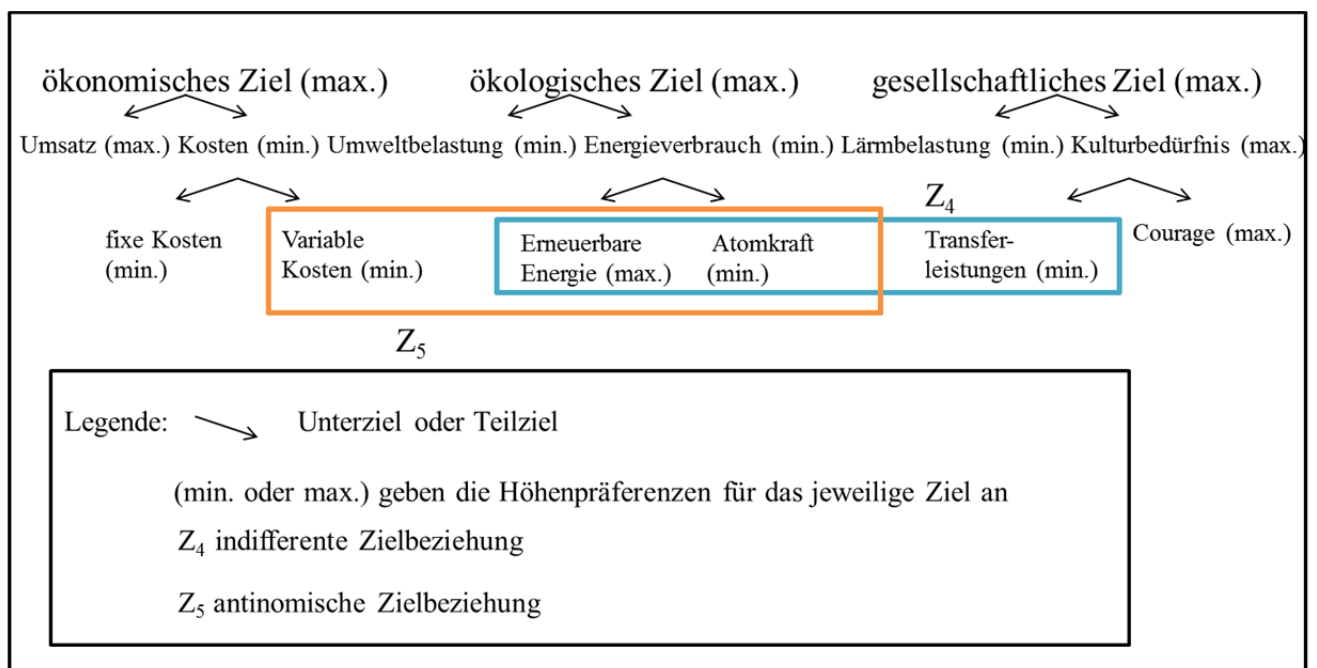 ökonomisches Ziel (max.) ökologisches Ziel (max.) gesellschaftliches Ziel (max.)
Umsatz (max.) Kosten (min.) Umweltbelastung (min.) Energieverbrauch (min.) Lärmbelastung (min.) Kulturbedürfnis (max.)
Z₄
fixe Kosten
(min.)
Variable
Kosten (min.)
Erneuerbare
Energie (max.)
Atomkraft
(min.)
Transfer-
leistungen (min.)
Courage (max.)
Z₅
Legende: Unterziel oder Teilziel
(min. oder max.) geben die Höhenpräferenzen für das jeweilige Ziel an
Z₄ indifferente Zielbeziehung
Z₅ antinomische Zielbeziehung